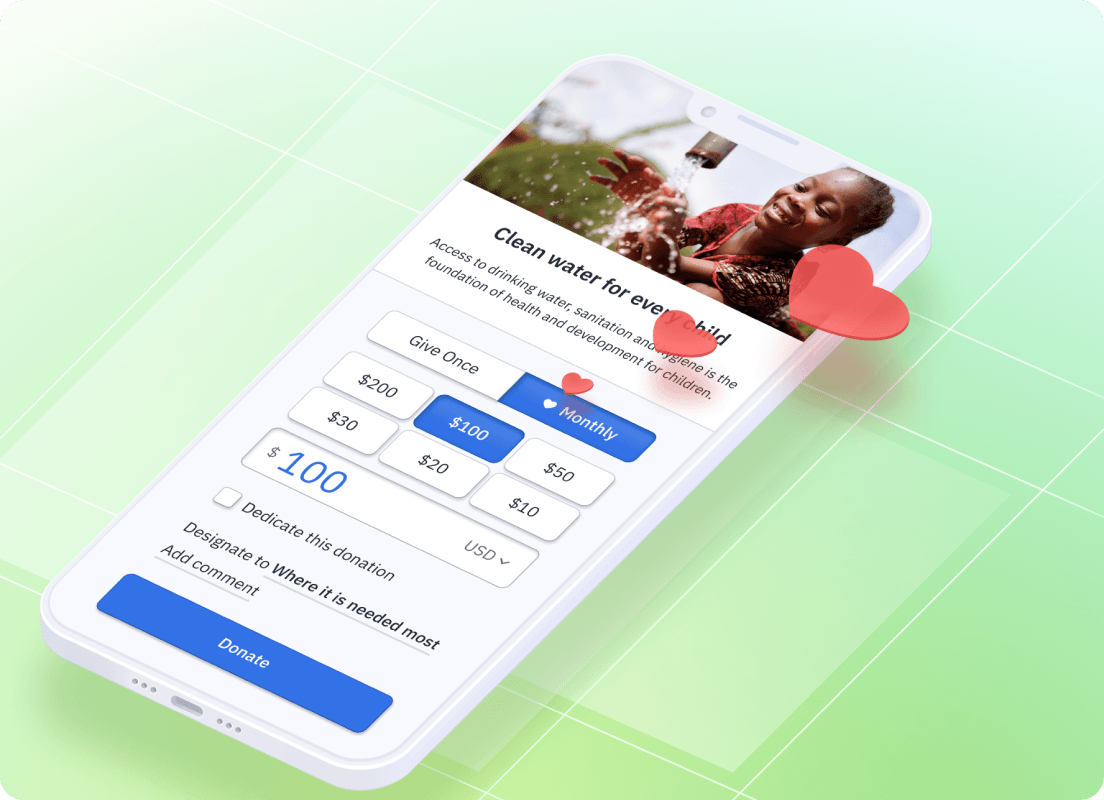 Clean water for every child
Access to drinking water, sanitation and hygiene is the
foundation of health and development for children.
Give Once
Monthly
$200
$100
$50
$30
$20
$10
$ 100
USD
Dedicate this donation
Designate to Where it is needed most
Add comment
Donate